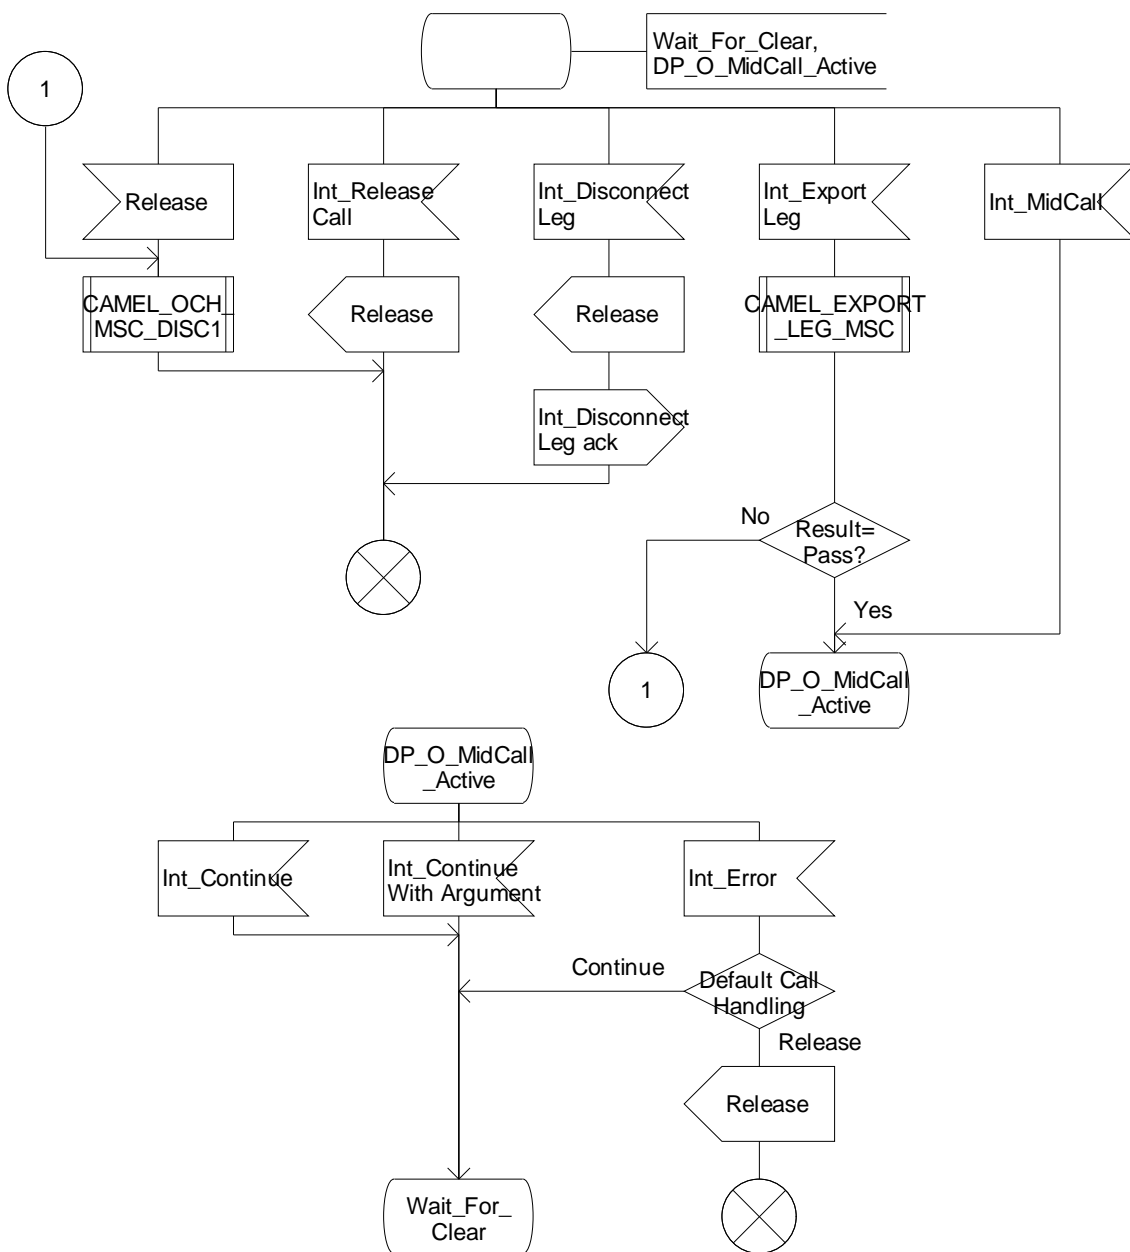 Wait_For_Clear,
DP_O_MidCall_Active
1
Release
Int_Release
Call
Int_Disconnect
Leg
Int_Export
Leg
Int_MidCall
CAMEL_OCH_
MSC_DISC1
Release
Release
CAMEL_EXPORT
_LEG_MSC
Int_Disconnect
Leg ack
No
Result=
Pass?
Yes
1
DP_O_MidCall
_Active
DP_O_MidCall
_Active
Int_Continue
Int_Continue
With Argument
Int_Error
Continue
Default Call
Handling
Release
Release
Wait_For_
Clear